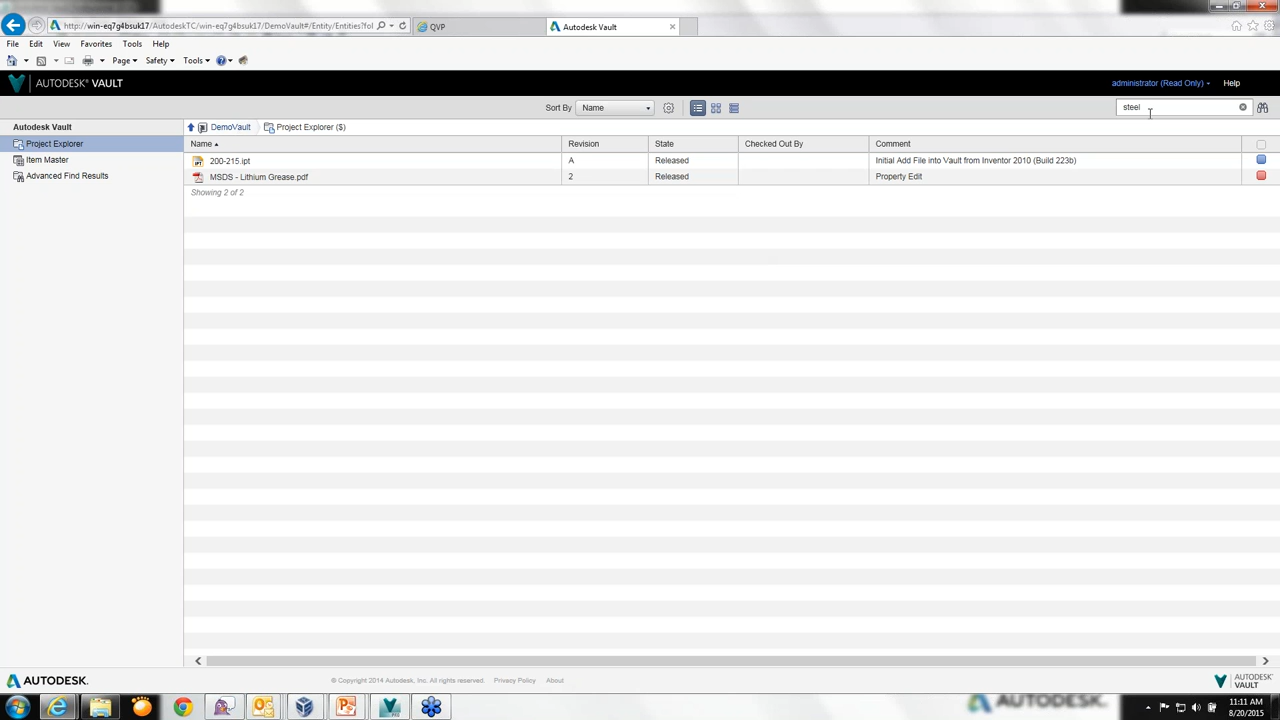 http://win-eq7g4bsuk17/AutodeskTC/win-eq7g4bsuk17/DemoVault#/Entity/Entities?fol
QVP
Autodesk Vault
File Edit View Favorites Tools Help
Page Safety Tools
AUTODESK® VAULT
administrator (Read Only) Help
Sort By Name
steel
Autodesk Vault
DemoVault Project Explorer ($)
Project Explorer
Name Revision State Checked Out By Comment
Item Master
200-215.ipt A Released Initial Add File into Vault from Inventor 2010 (Build 223b)
Advanced Find Results
MSDS - Lithium Grease.pdf 2 Released Property Edit
Showing 2 of 2
AUTODESK.
© Copyright 2014 Autodesk, Inc. All rights reserved. Privacy Policy About
VAULT
AUTODESK.
11:11 AM
8/20/2015